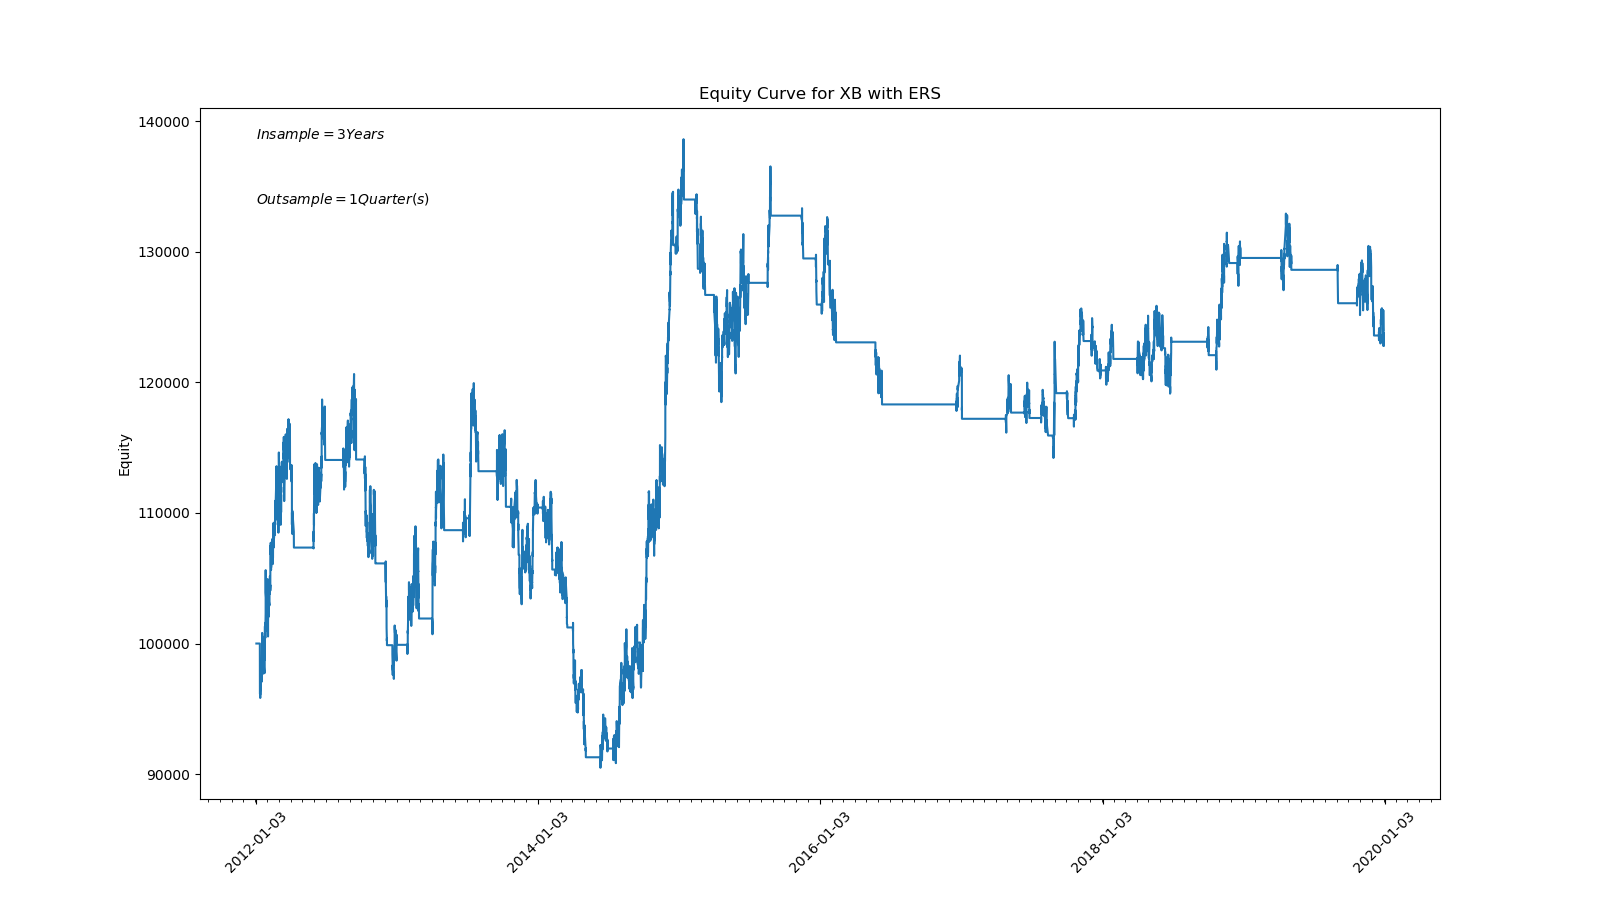 Equity Curve for XB with ERS
140000
Insample = 3Years
Outsample = 1Quarter(s)
130000
120000
Equity
110000
100000
90000
2012-01-03
2014-01-03
2016-01-03
2018-01-03
2020-01-03